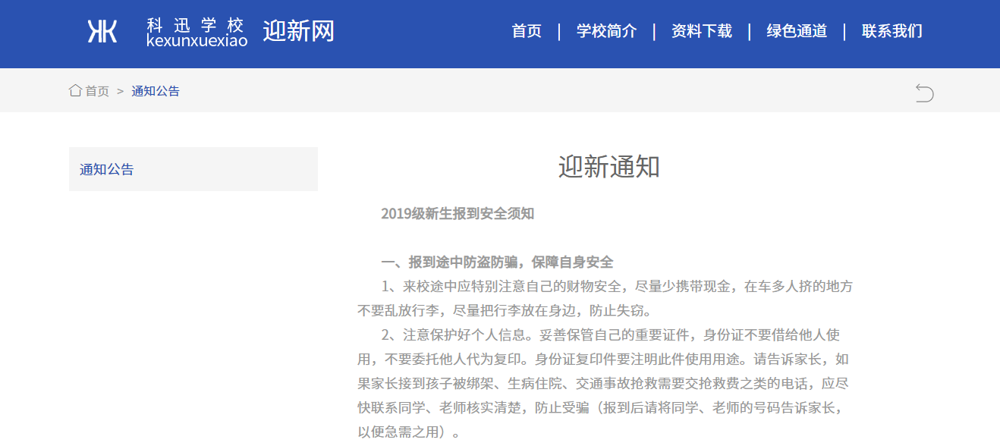 科迅学校
kexunxuexiao
迎新网
首页 | 学校简介 | 资料下载 | 绿色通道 | 联系我们
首页 > 通知公告
通知公告
迎新通知
2019级新生报到安全须知
一、报到途中防盗防骗，保障自身安全
1、来校途中应特别注意自己的财物安全，尽量少携带现金，在车多人挤的地方
不要乱放行李，尽量把行李放在身边，防止失窃。
2、注意保护好个人信息。妥善保管自己的重要证件，身份证不要借给他人使
用，不要委托他人代为复印。身份证复印件要注明此件使用用途。请告诉家长，如
果家长接到孩子被绑架、生病住院、交通事故抢救需要交抢救费之类的电话，应尽
快联系同学、老师核实清楚，防止受骗（报到后请将同学、老师的号码告诉家长，
以便急需之用）。